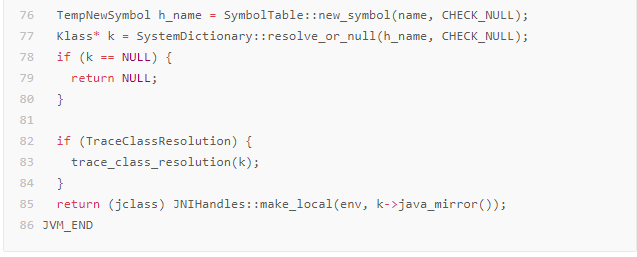 76   TempNewSymbol h_name = SymbolTable::new_symbol(name, CHECK_NULL);
77   Klass* k = SystemDictionary::resolve_or_null(h_name, CHECK_NULL);
78   if (k == NULL) {
79     return NULL;
80   }
81
82   if (TraceClassResolution) {
83     trace_class_resolution(k);
84   }
85   return (jclass) JNIHandles::make_local(env, k->java_mirror());
86 JVM_END